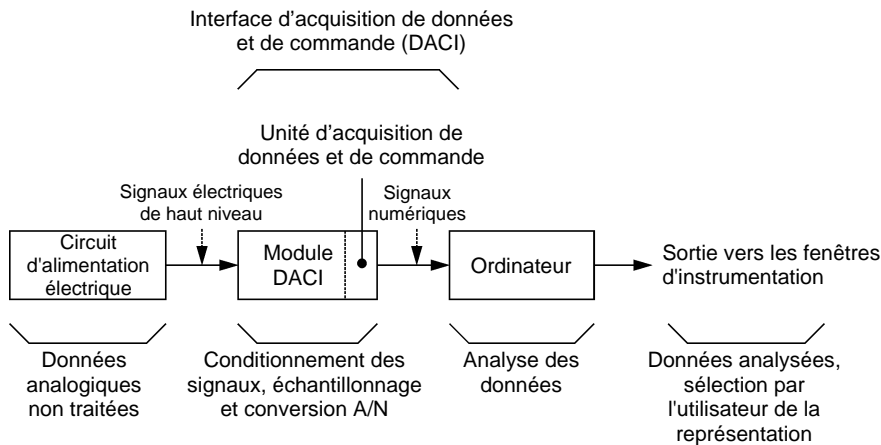 Interface d'acquisition de données
et de commande (DACI)
Unité d'acquisition de
données et de commande
Signaux électriques
de haut niveau
Signaux
numériques
Circuit
d'alimentation
électrique
Module
DACI
Ordinateur
Sortie vers les fenêtres
d'instrumentation
Données
analogiques
non traitées
Conditionnement des
signaux, échantillonnage
et conversion A/N
Analyse des
données
Données analysées,
sélection par
l'utilisateur de la
représentation